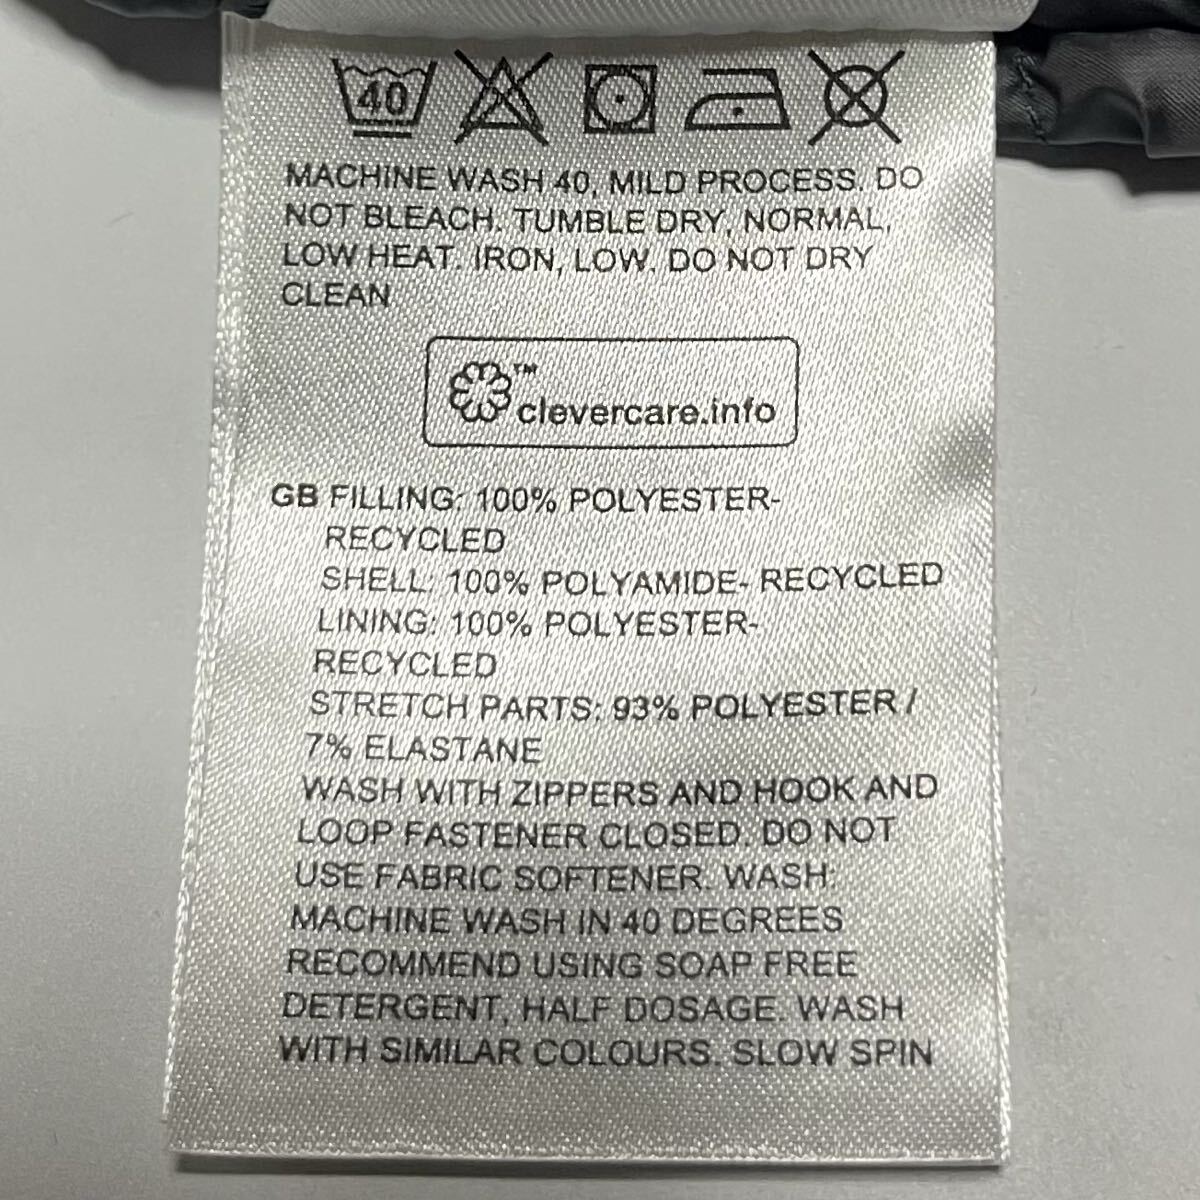 40
MACHINE WASH 40, MILD PROCESS. DO
NOT BLEACH. TUMBLE DRY, NORMAL,
LOW HEAT. IRON, LOW. DO NOT DRY
CLEAN
™
clevercare.info
GB FILLING: 100% POLYESTER-
RECYCLED
SHELL: 100% POLYAMIDE- RECYCLED
LINING: 100% POLYESTER-
RECYCLED
STRETCH PARTS: 93% POLYESTER /
7% ELASTANE
WASH WITH ZIPPERS AND HOOK AND
LOOP FASTENER CLOSED. DO NOT
USE FABRIC SOFTENER. WASH:
MACHINE WASH IN 40 DEGREES
RECOMMEND USING SOAP FREE
DETERGENT, HALF DOSAGE. WASH
WITH SIMILAR COLOURS. SLOW SPIN